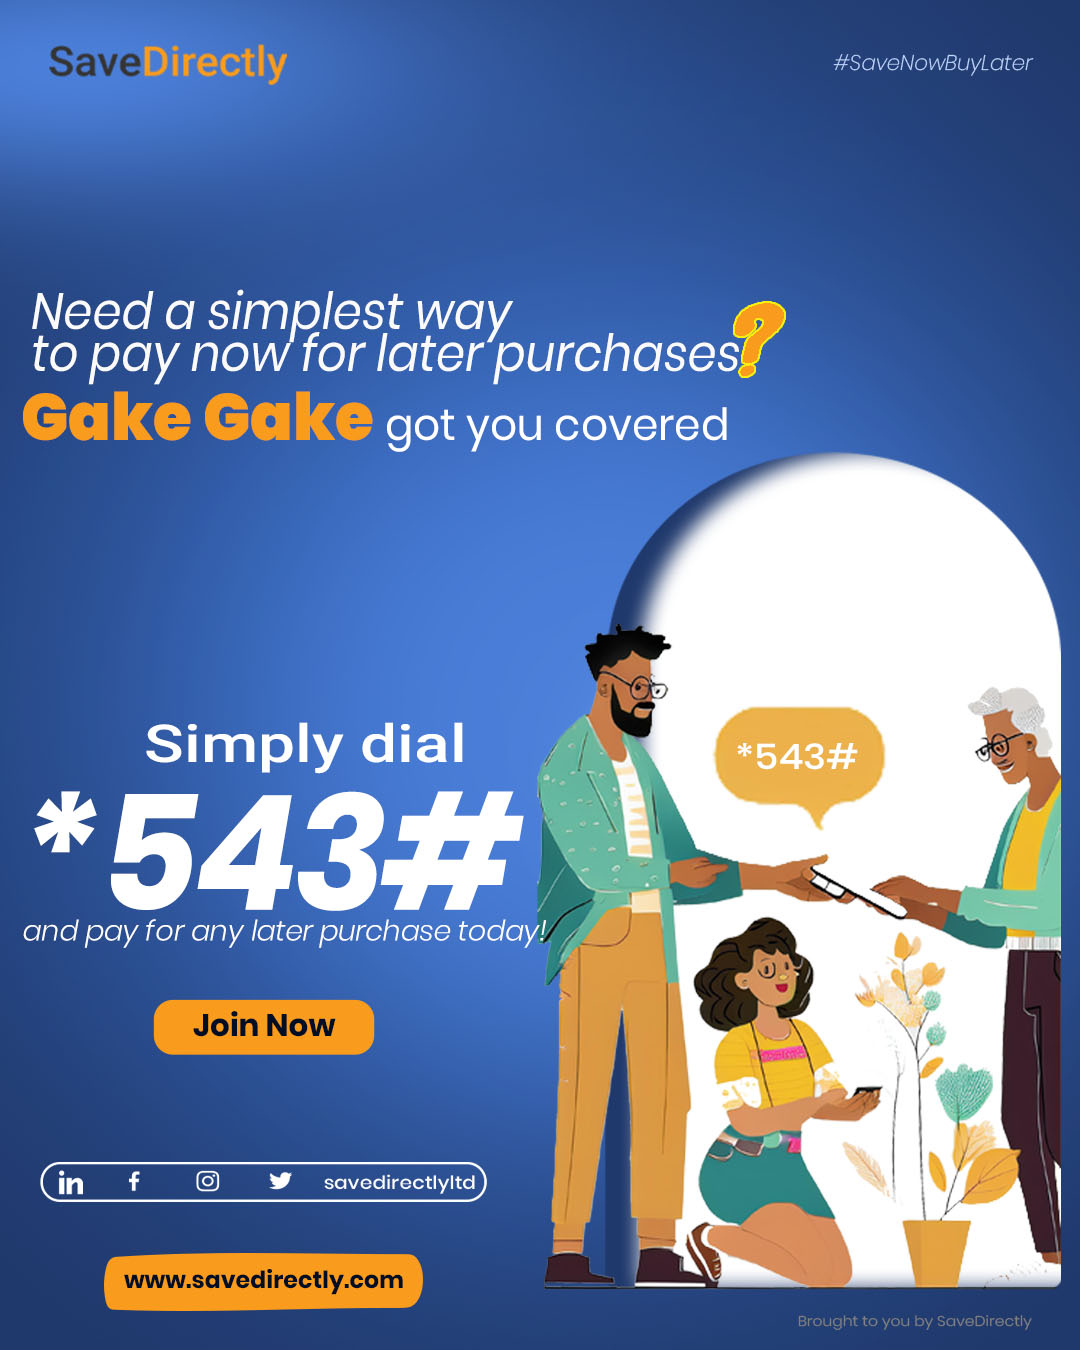 SaveDirectly
#SaveNowBuyLater
Need a simplest way
to pay now for later purchases?
Gake Gake got you covered
Simply dial
*543#
and pay for any later purchase today!
*543#
Join Now
in f savedirectlyltd
www.savedirectly.com
Brought to you by SaveDirectly